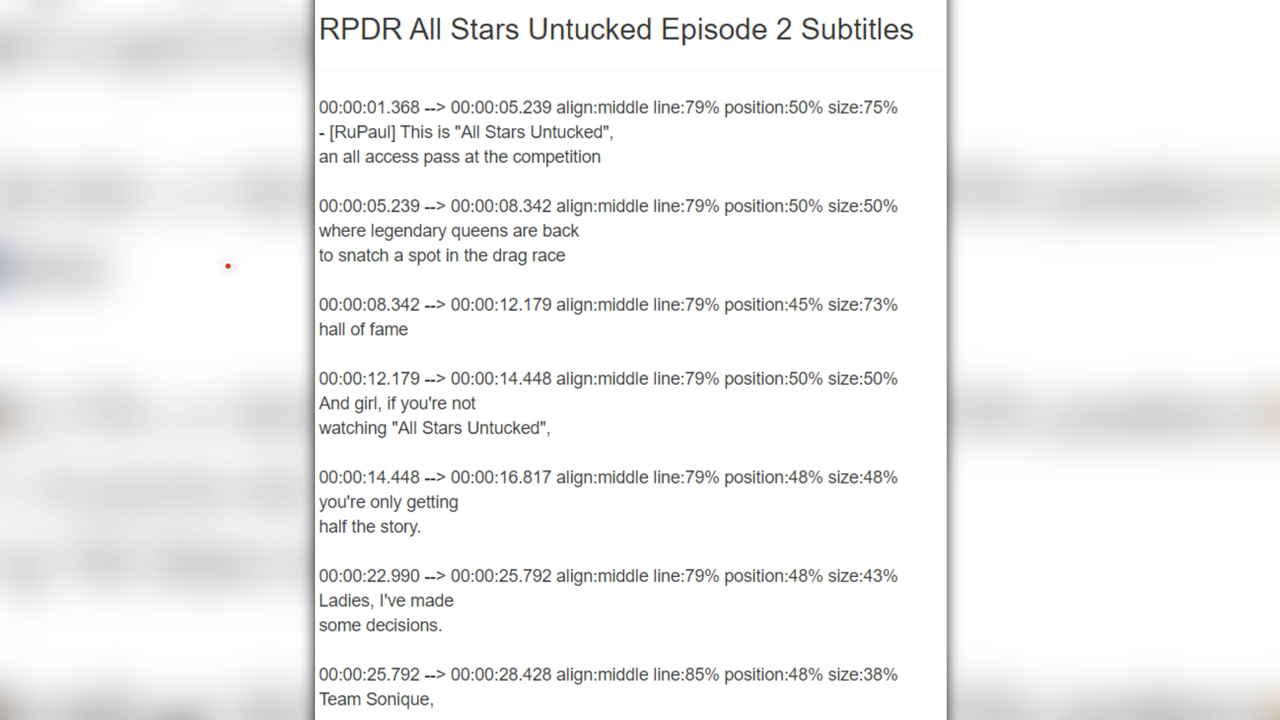 RPDR All Stars Untucked Episode 2 Subtitles
00:00:01.368 --> 00:00:05.239 align:middle line:79% position:50% size:75%
- [RuPaul] This is "All Stars Untucked",
an all access pass at the competition
00:00:05.239 --> 00:00:08.342 align:middle line:79% position:50% size:50%
where legendary queens are back
to snatch a spot in the drag race
00:00:08.342 --> 00:00:12.179 align:middle line:79% position:45% size:73%
hall of fame
00:00:12.179 --> 00:00:14.448 align:middle line:79% position:50% size:50%
And girl, if you're not
watching "All Stars Untucked",
00:00:14.448 --> 00:00:16.817 align:middle line:79% position:48% size:48%
you're only getting
half the story.
00:00:22.990 --> 00:00:25.792 align:middle line:79% position:48% size:43%
Ladies, I've made
some decisions.
00:00:25.792 --> 00:00:28.428 align:middle line:85% position:48% size:38%
Team Sonique,